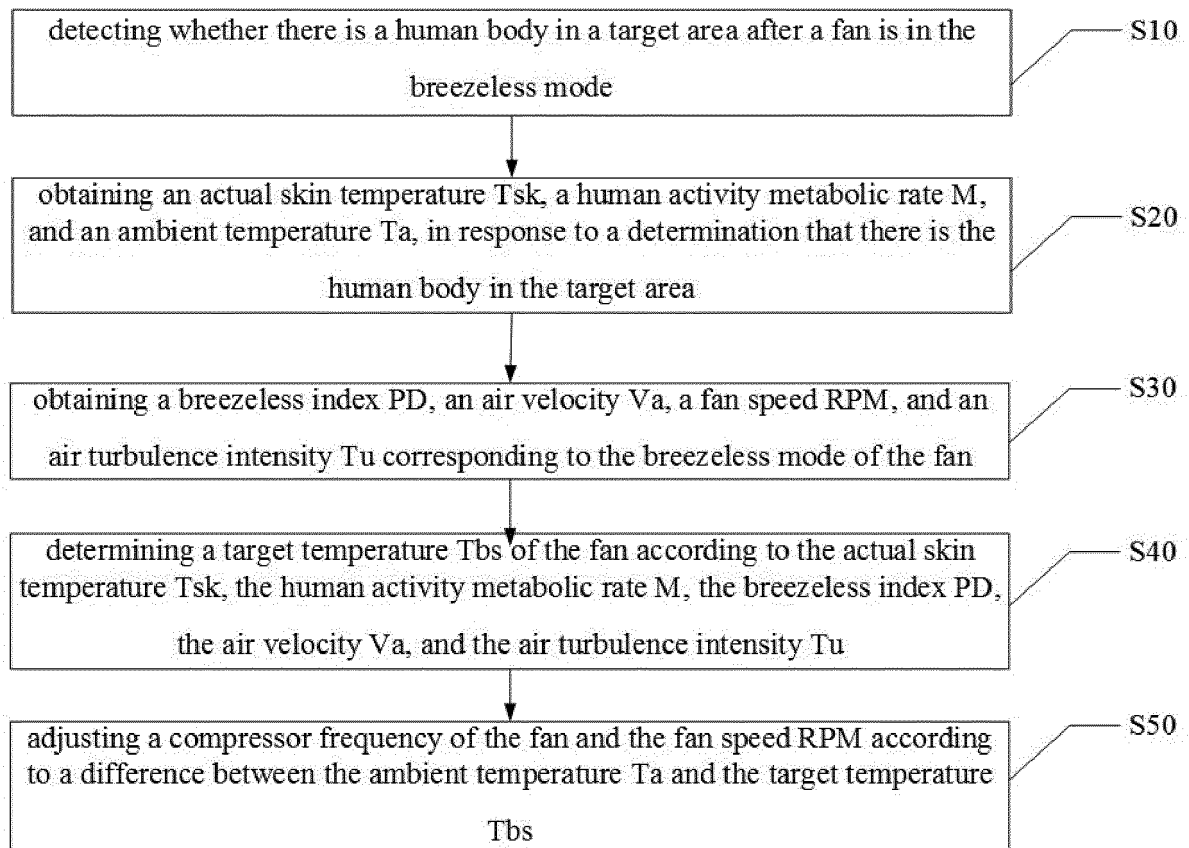 detecting whether there is a human body in a target area after a fan is in the
breezeless mode
S10
obtaining an actual skin temperature Tsk, a human activity metabolic rate M,
and an ambient temperature Ta, in response to a determination that there is the
human body in the target area
S20
obtaining a breezeless index PD, an air velocity Va, a fan speed RPM, and an
air turbulence intensity Tu corresponding to the breezeless mode of the fan
S30
determining a target temperature Tbs of the fan according to the actual skin
temperature Tsk, the human activity metabolic rate M, the breezeless index PD,
the air velocity Va, and the air turbulence intensity Tu
S40
adjusting a compressor frequency of the fan and the fan speed RPM according
to a difference between the ambient temperature Ta and the target temperature
Tbs
S50